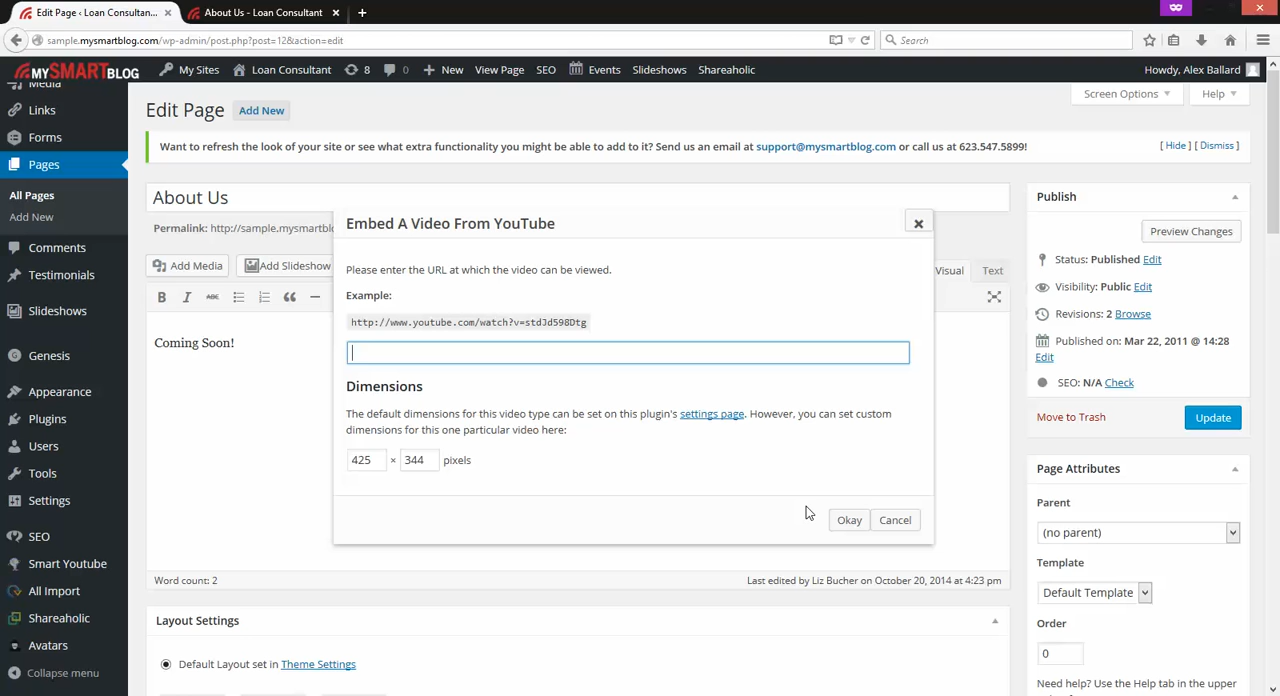 Edit Page ‹ Loan Consultan... ×
About Us - Loan Consultant ×
+
sample.mysmartblog.com/wp-admin/post.php?post=12&action=edit
Search
MYSMARTBLOG
My Sites
Loan Consultant
8
0
New
View Page
SEO
Events
Slideshows
Shareaholic
Howdy, Alex Ballard
Media
Links
Forms
Pages
All Pages
Add New
Comments
Testimonials
Slideshows
Genesis
Appearance
Plugins
Users
Tools
Settings
SEO
Smart Youtube
All Import
Shareaholic
Avatars
Collapse menu
Edit Page
Add New
Screen Options
Help
Want to refresh the look of your site or see what extra functionality you might be able to add to it? Send us an email at support@mysmartblog.com or call us at 623.547.5899!
[ Hide ] [ Dismiss ]
About Us
Permalink: http://sample.mysmartblo
Add Media
Add Slideshow
Visual
Text
B I ABC
Coming Soon!
Word count: 2
Last edited by Liz Bucher on October 20, 2014 at 4:23 pm
Embed A Video From YouTube
×
Please enter the URL at which the video can be viewed.
Example:
http://www.youtube.com/watch?v=stdJd598Dtg
Dimensions
The default dimensions for this video type can be set on this plugin's settings page. However, you can set custom
dimensions for this one particular video here:
425 × 344 pixels
Okay
Cancel
Layout Settings
Default Layout set in Theme Settings
Publish
Preview Changes
Status: Published Edit
Visibility: Public Edit
Revisions: 2 Browse
Published on: Mar 22, 2011 @ 14:28
Edit
SEO: N/A Check
Move to Trash
Update
Page Attributes
Parent
(no parent)
Template
Default Template
Order
0
Need help? Use the Help tab in the upper